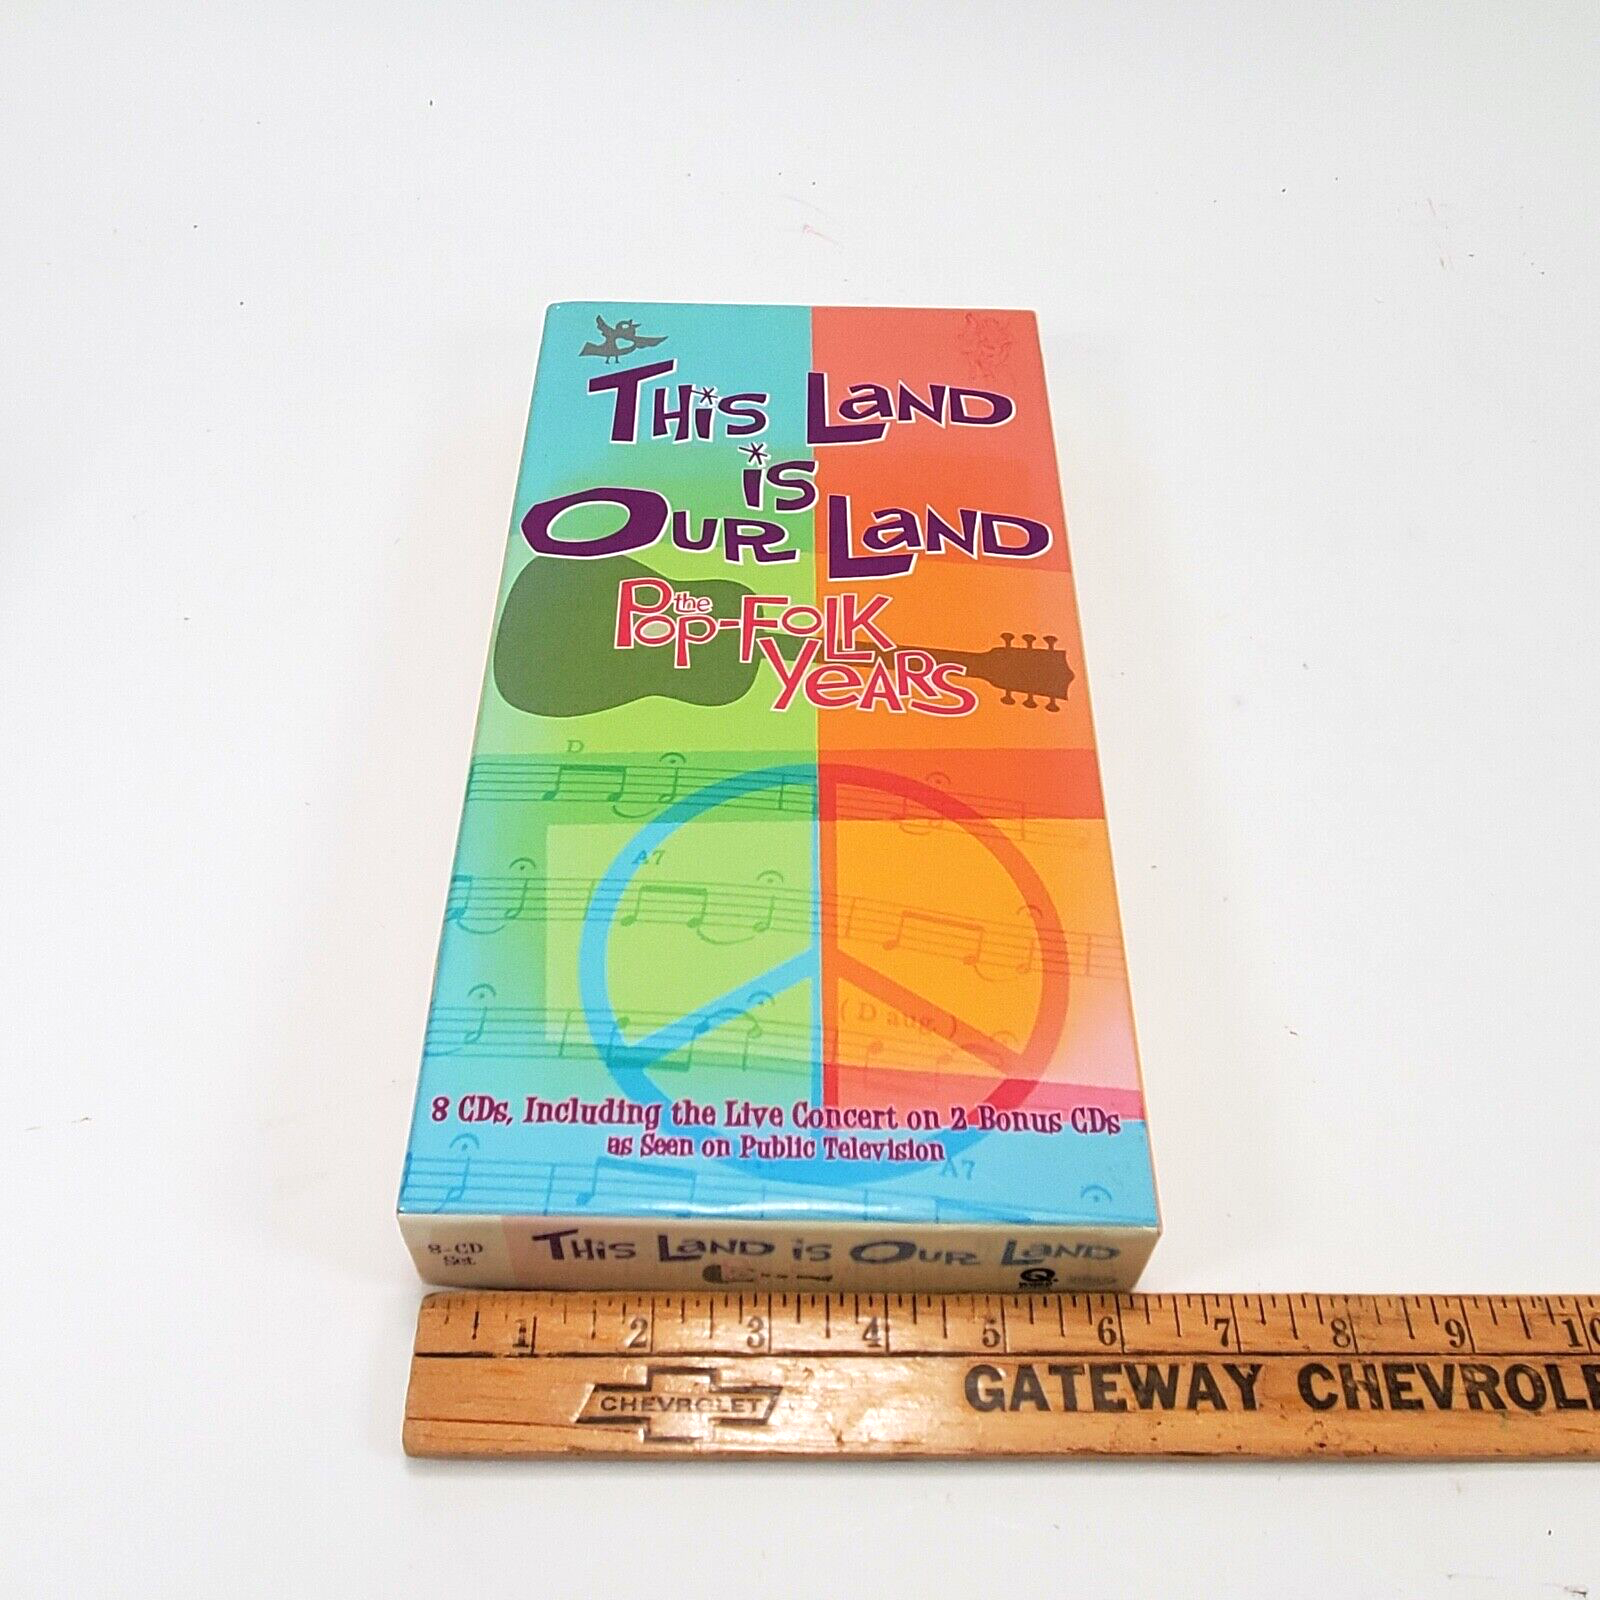 THiS LaND
iS
OUR LaND
the
PoP-FoLK
YeARS
D
A7
( D aug. )
8 CDs, Including the Live Concert on 2 Bonus CDs
as Seen on Public Television
A7
8-CD
Set
THiS LaND iS OUR LaND
Q
1 2 3 4 5 6 7 8 9 10
CHEVROLET
GATEWAY CHEVROLE